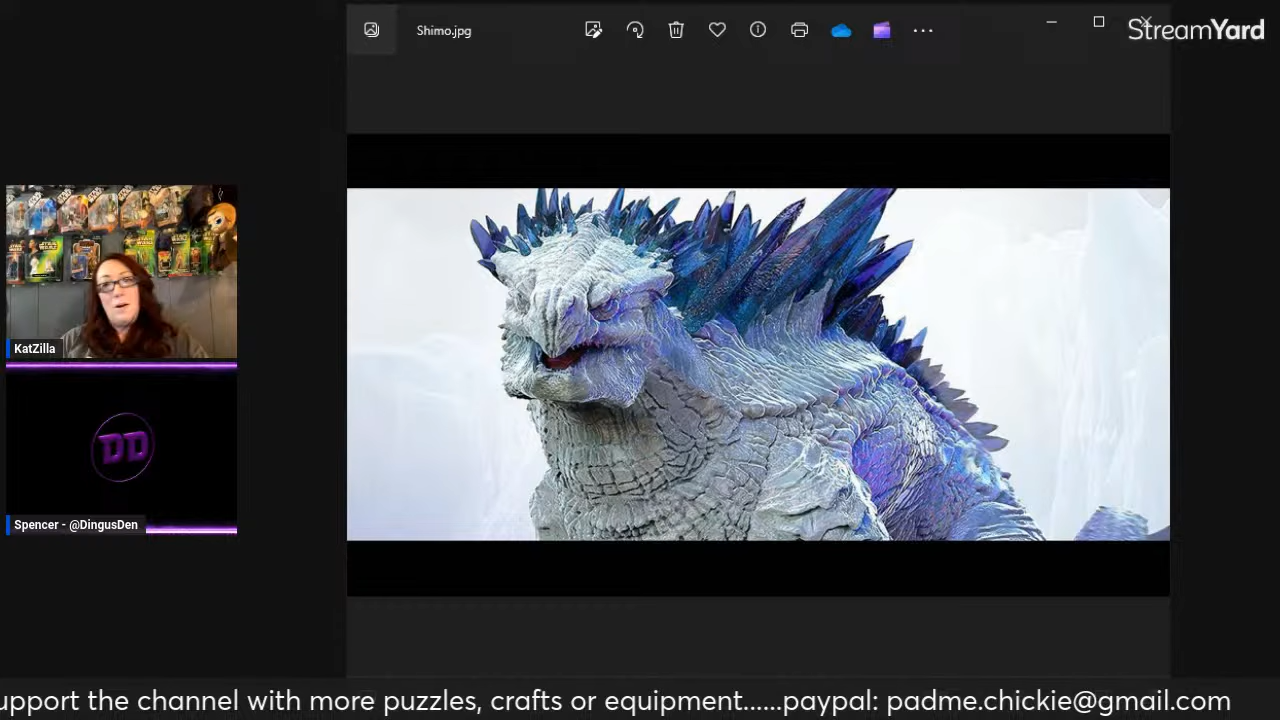 Shimo.jpg
StreamYard
KatZilla
DD
Spencer - @DingusDen
upport the channel with more puzzles, crafts or equipment......paypal: padme.chickie@gmail.com